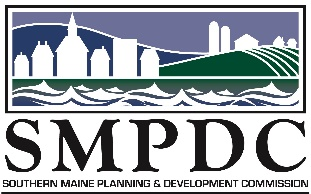 SMPDC
SOUTHERN MAINE PLANNING & DEVELOPMENT COMMISSION